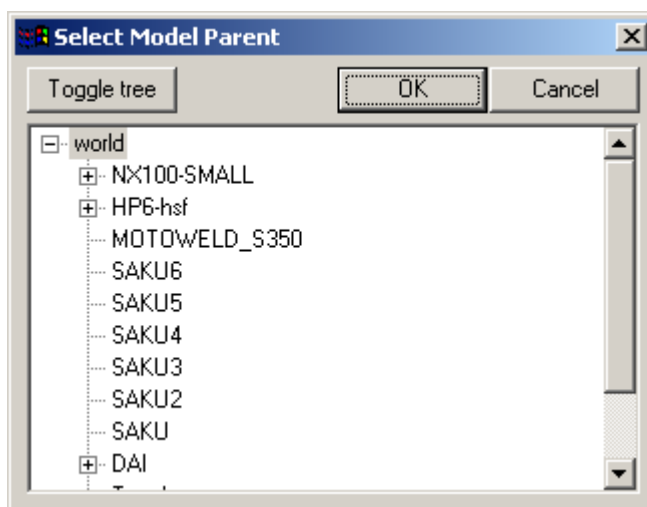 Select Model Parent
Toggle tree OK Cancel
world
NX100-SMALL
HP6-hsf
MOTOWELD_S350
SAKU6
SAKU5
SAKU4
SAKU3
SAKU2
SAKU
DAI